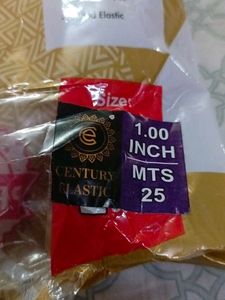 Elastic
Size:
e
CENTURY
ELASTIC
1.00
INCH
MTS
25